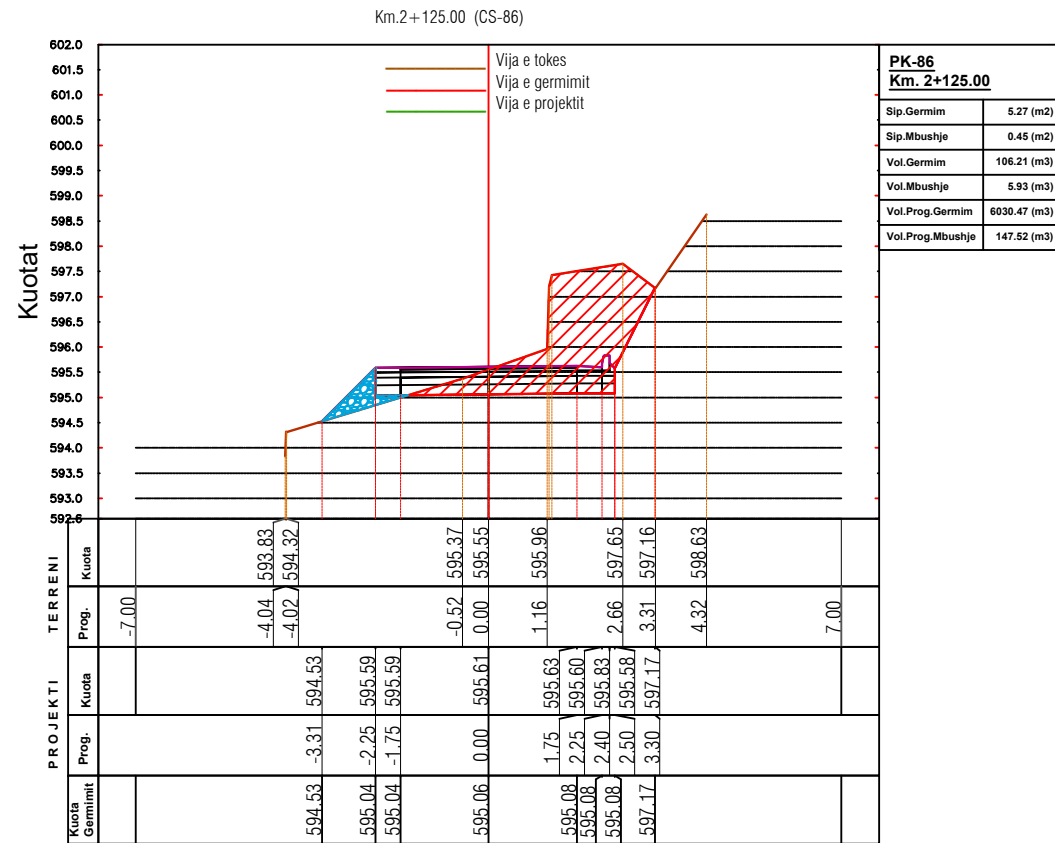 Km.2+125.00 (CS-86)
602.0
601.5
601.0
600.5
600.0
599.5
599.0
598.5
598.0
597.5
597.0
596.5
596.0
595.5
595.0
594.5
594.0
593.5
593.0
592.6
Kuotat
Vija e tokes
Vija e germimit
Vija e projektit
PK-86
Km. 2+125.00
Sip.Germim 5.27 (m2)
Sip.Mbushje 0.45 (m2)
Vol.Germim 106.21 (m3)
Vol.Mbushje 5.93 (m3)
Vol.Prog.Germim 6030.47 (m3)
Vol.Prog.Mbushje 147.52 (m3)
TERRENI
Kuota 593.83 594.32 595.37 595.55 595.96 597.65 597.16 598.63
Prog. -7.00 -4.04 -4.02 -0.52 0.00 1.16 2.66 3.31 4.32 7.00
PROJEKTI
Kuota 594.53 595.59 595.59 595.61 595.63 595.60 595.83 595.58 597.17
Prog. -3.31 -2.25 -1.75 0.00 1.75 2.25 2.40 2.50 3.30
Kuota
Germimit
594.53 595.04 595.04 595.06 595.08 595.08 595.08 597.17